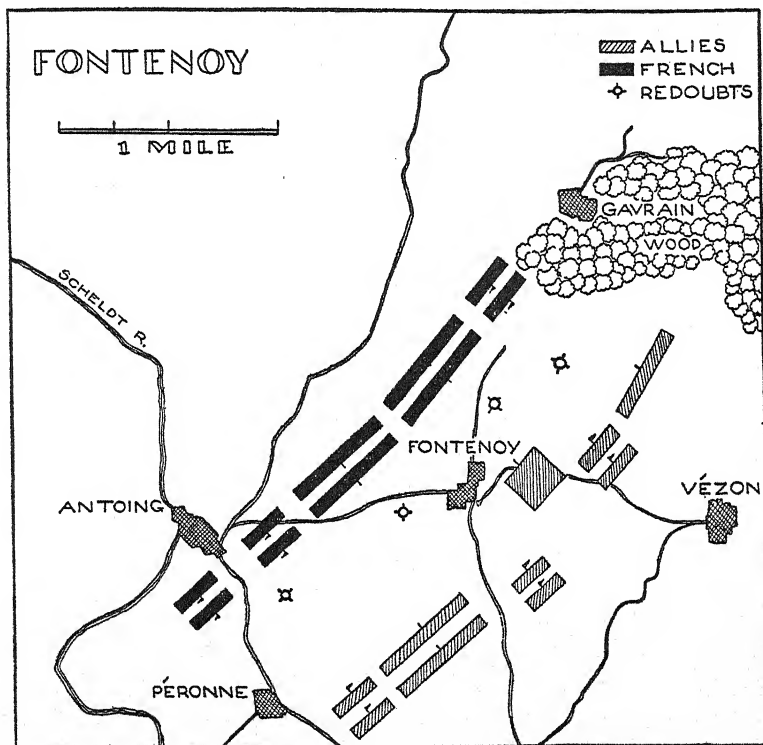 FONTENOY
1 MILE
ALLIES
FRENCH
REDOUBTS
GAVRAIN
WOOD
SCHELDT R.
FONTENOY
ANTOING
VÉZON
PÉRONNE